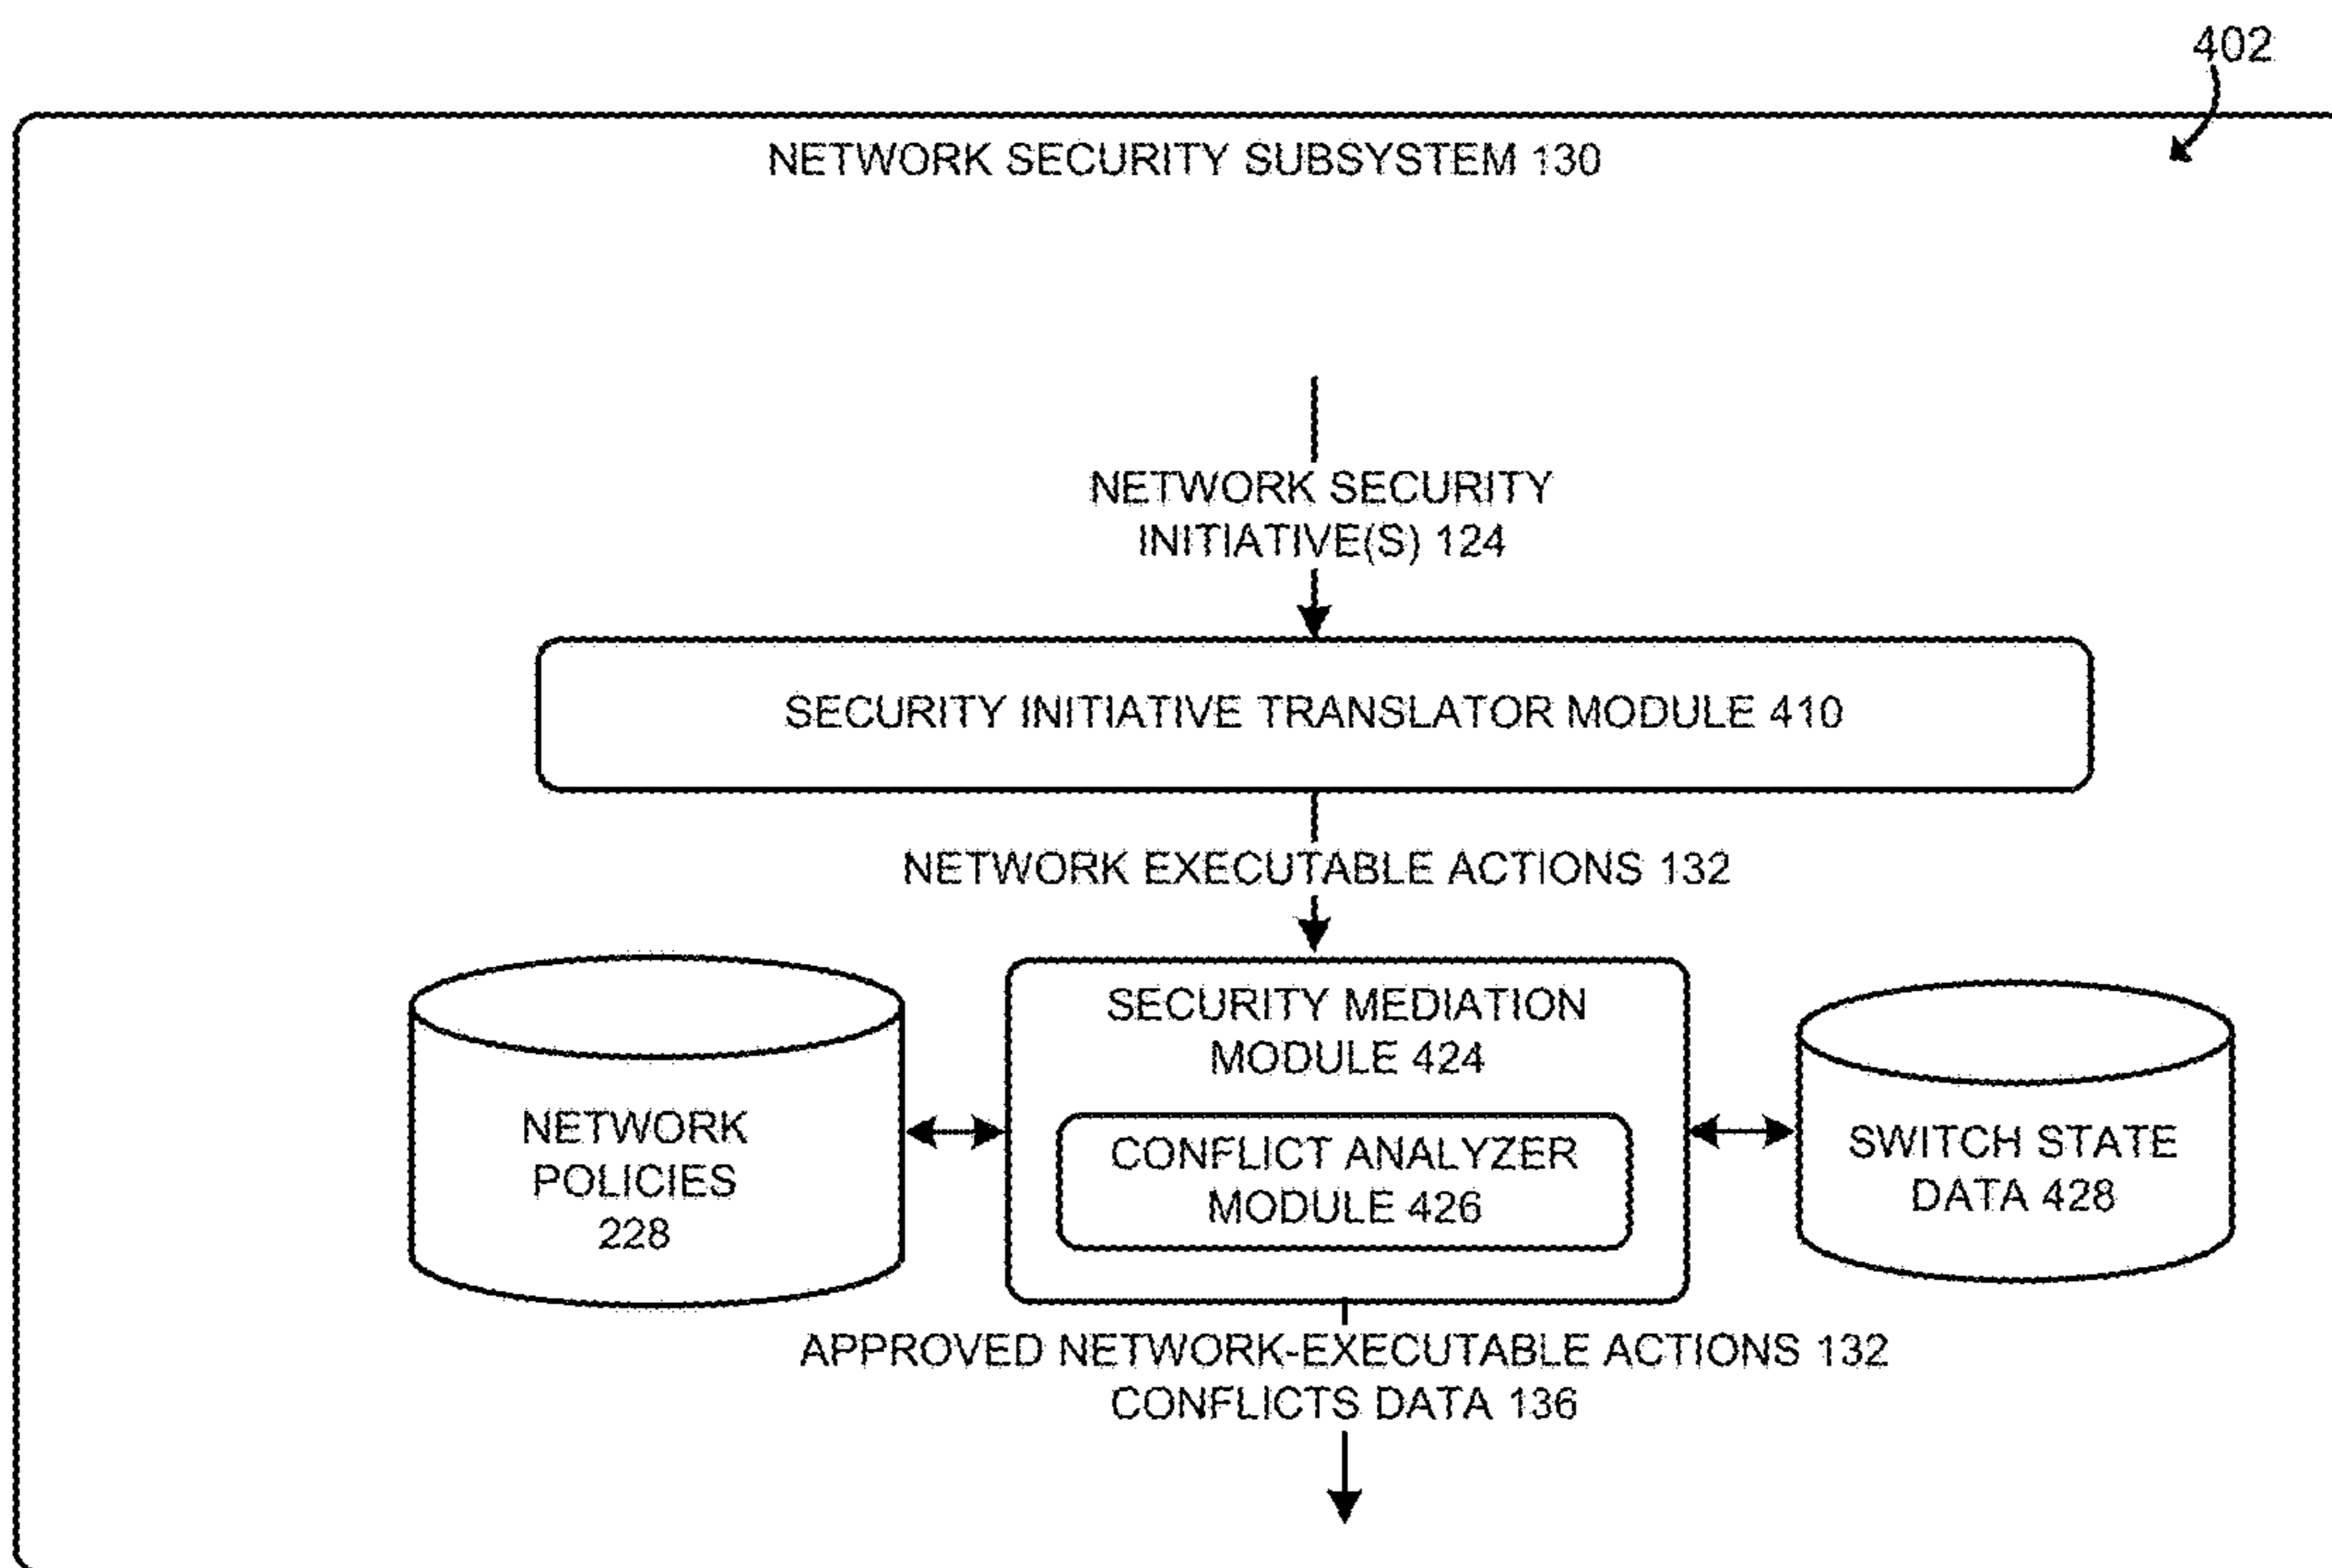 402
NETWORK SECURITY SUBSYSTEM 130
NETWORK SECURITY
INITIATIVE(S) 124
SECURITY INITIATIVE TRANSLATOR MODULE 410
NETWORK EXECUTABLE ACTIONS 132
SECURITY MEDIATION
MODULE 424
NETWORK
POLICIES
228
CONFLICT ANALYZER
MODULE 426
SWITCH STATE
DATA 428
APPROVED NETWORK-EXECUTABLE ACTIONS 132
CONFLICTS DATA 136